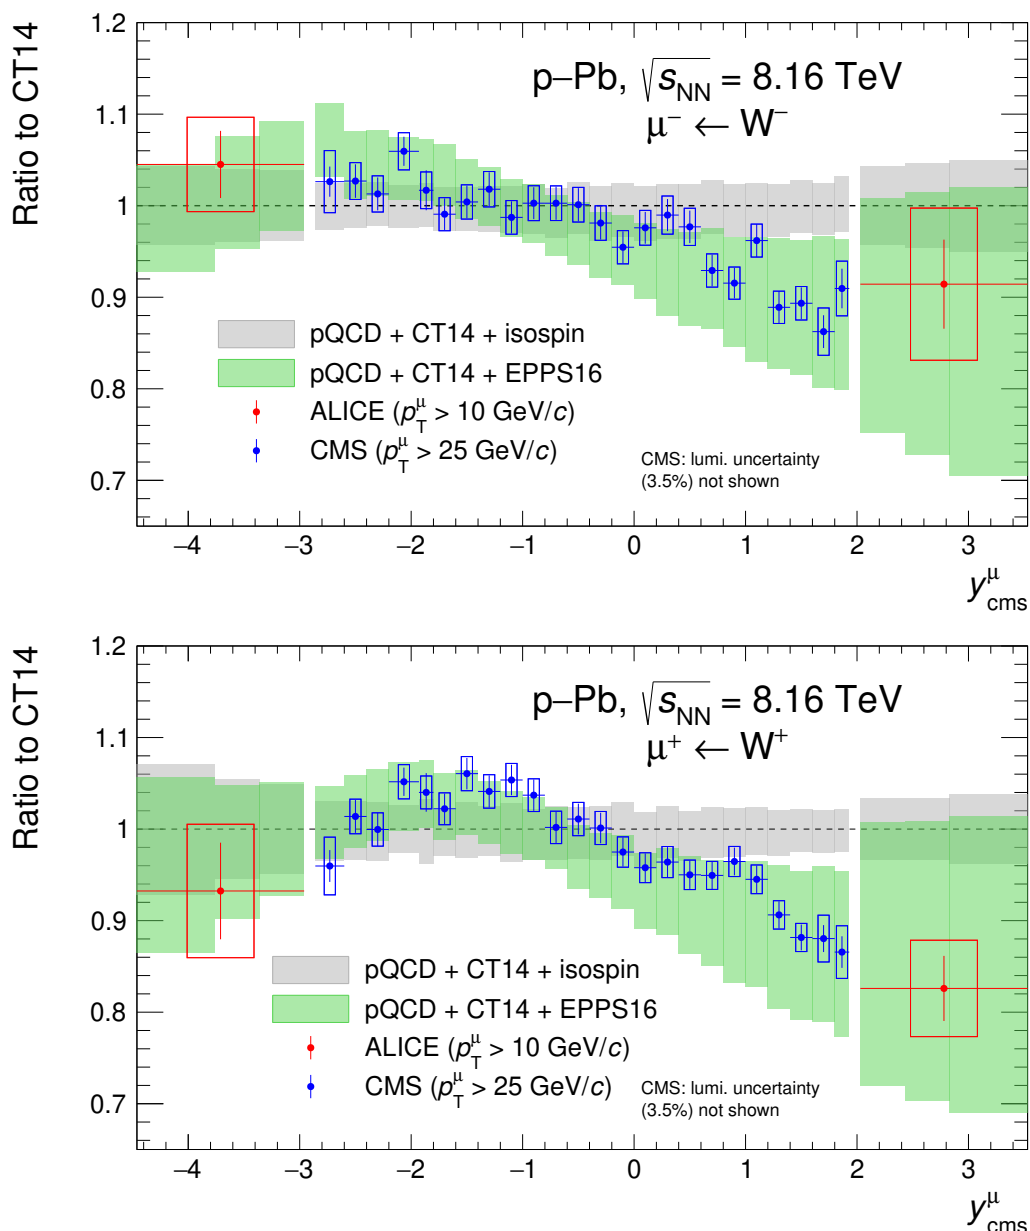 Ratio to CT14
1.2
1.1
1
0.9
0.8
0.7
p–Pb, √sNN = 8.16 TeV
μ− ← W−
pQCD + CT14 + isospin
pQCD + CT14 + EPPS16
ALICE (pTμ > 10 GeV/c)
CMS (pTμ > 25 GeV/c)
CMS: lumi. uncertainty
(3.5%) not shown
−4 −3 −2 −1 0 1 2 3
yμcms
Ratio to CT14
1.2
1.1
1
0.9
0.8
0.7
p–Pb, √sNN = 8.16 TeV
μ+ ← W+
pQCD + CT14 + isospin
pQCD + CT14 + EPPS16
ALICE (pTμ > 10 GeV/c)
CMS (pTμ > 25 GeV/c)
CMS: lumi. uncertainty
(3.5%) not shown
−4 −3 −2 −1 0 1 2 3
yμcms